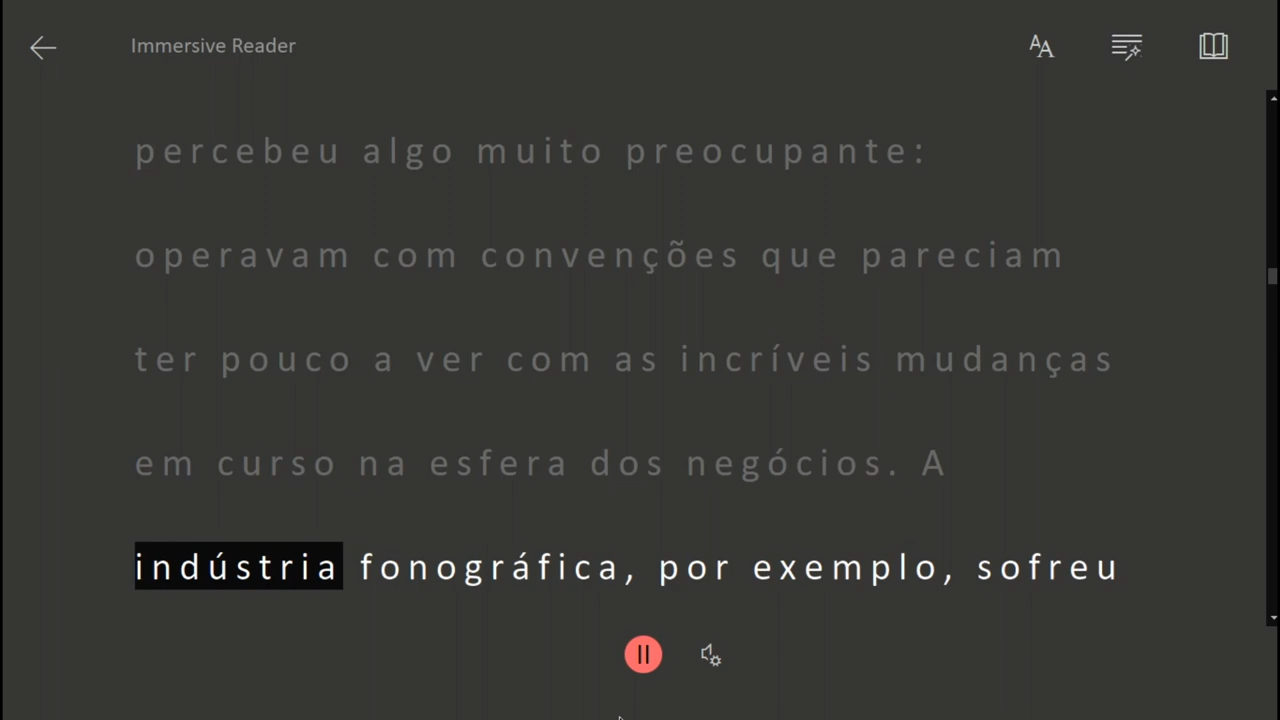 Immersive Reader
percebeu algo muito preocupante:
operavam com convenções que pareciam
ter pouco a ver com as incríveis mudanças
em curso na esfera dos negócios. A
indústria fonográfica, por exemplo, sofreu